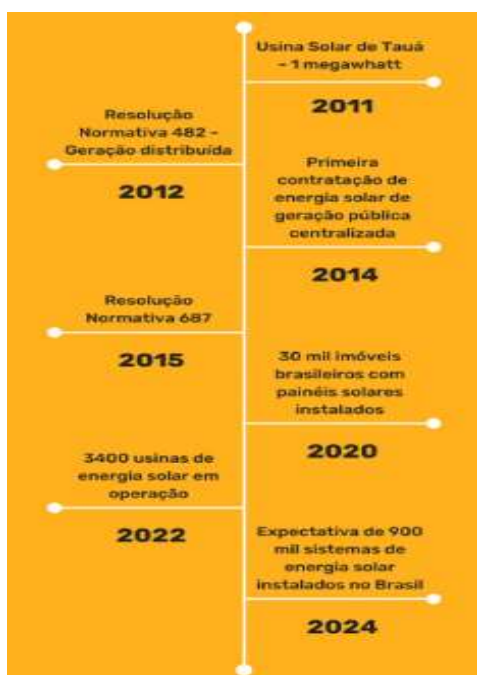 Usina Solar de Tauá
- 1 megawhatt
2011
Resolução
Normativa 482 -
Geração distribuída
2012
Primeira
contratação de
energia solar de
geração pública
centralizada
2014
Resolução
Normativa 687
2015
30 mil imóveis
brasileiros com
painéis solares
instalados
2020
3400 usinas de
energia solar em
operação
2022
Expectativa de 900
mil sistemas de
energia solar
instalados no Brasil
2024